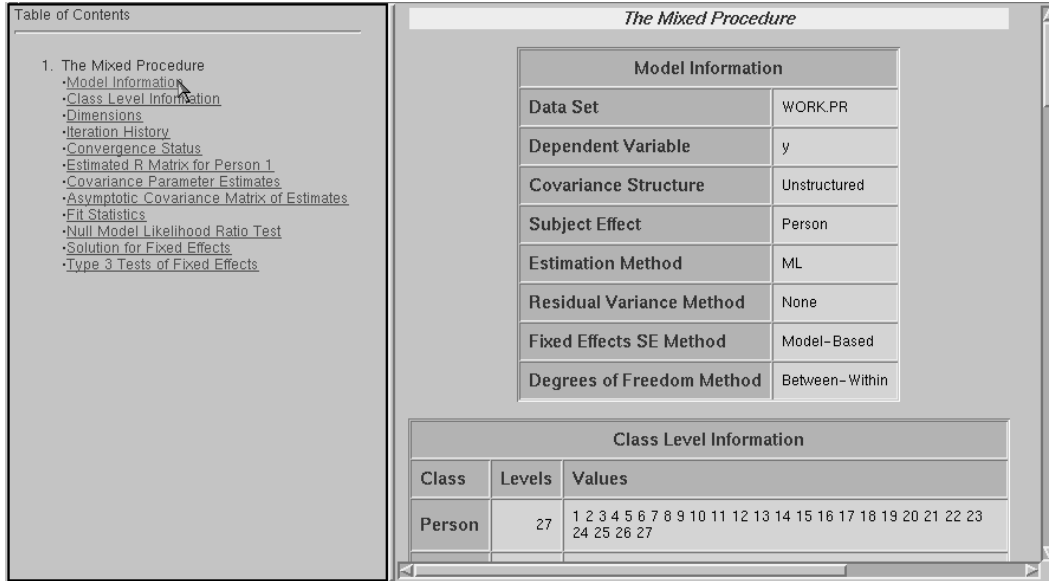 Table of Contents
1. The Mixed Procedure
•Model Information
•Class Level Information
•Dimensions
•Iteration History
•Convergence Status
•Estimated R Matrix for Person 1
•Covariance Parameter Estimates
•Asymptotic Covariance Matrix of Estimates
•Fit Statistics
•Null Model Likelihood Ratio Test
•Solution for Fixed Effects
•Type 3 Tests of Fixed Effects
The Mixed Procedure
Model Information
Data Set WORK.PR
Dependent Variable y
Covariance Structure Unstructured
Subject Effect Person
Estimation Method ML
Residual Variance Method None
Fixed Effects SE Method Model-Based
Degrees of Freedom Method Between-Within
Class Level Information
Class Levels Values
Person 27 1 2 3 4 5 6 7 8 9 10 11 12 13 14 15 16 17 18 19 20 21 22 23
24 25 26 27